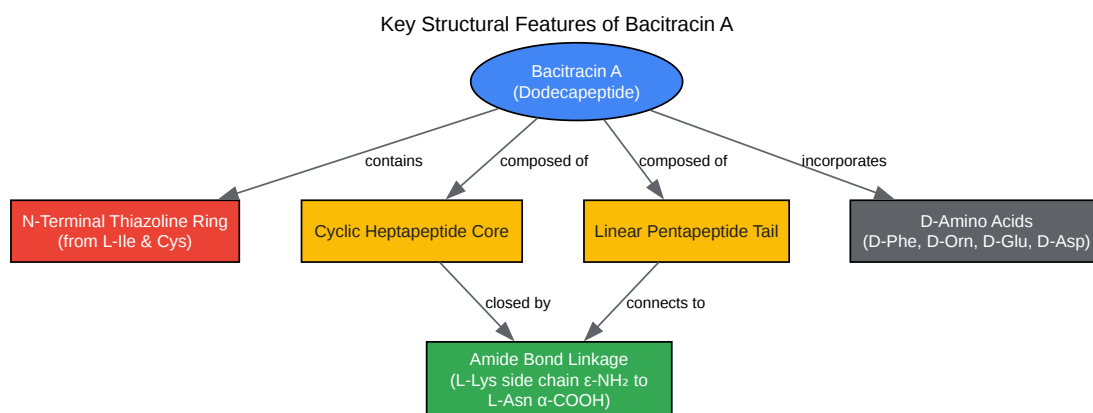 Key Structural Features of Bacitracin A
Bacitracin A
(Dodecapeptide)
contains
composed of
composed of
incorporates
N-Terminal Thiazoline Ring
(from L-Ile & Cys)
Cyclic Heptapeptide Core
Linear Pentapeptide Tail
D-Amino Acids
(D-Phe, D-Orn, D-Glu, D-Asp)
closed by
connects to
Amide Bond Linkage
(L-Lys side chain ε-NH₂ to
L-Asn α-COOH)